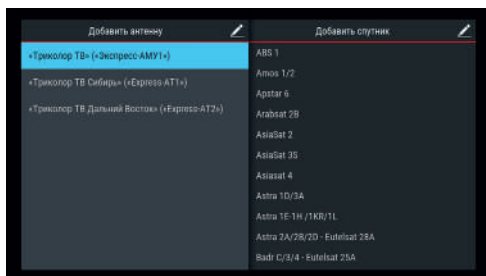 Добавить антенну
«Триколор ТВ» («Экспресс-АМУ1»)
«Триколор ТВ Сибирь» («Express-AT1»)
«Триколор ТВ Дальний Восток» («Express-AT2»)
Добавить спутник
ABS 1
Amos 1/2
Apstar 6
Arabsat 2B
AsiaSat 2
AsiaSat 3S
Asiasat 4
Astra 1D/3A
Astra 1E-1H /1KR/1L
Astra 2A/2B/2D - Eutelsat 28A
Badr C/3/4 - Eutelsat 25A